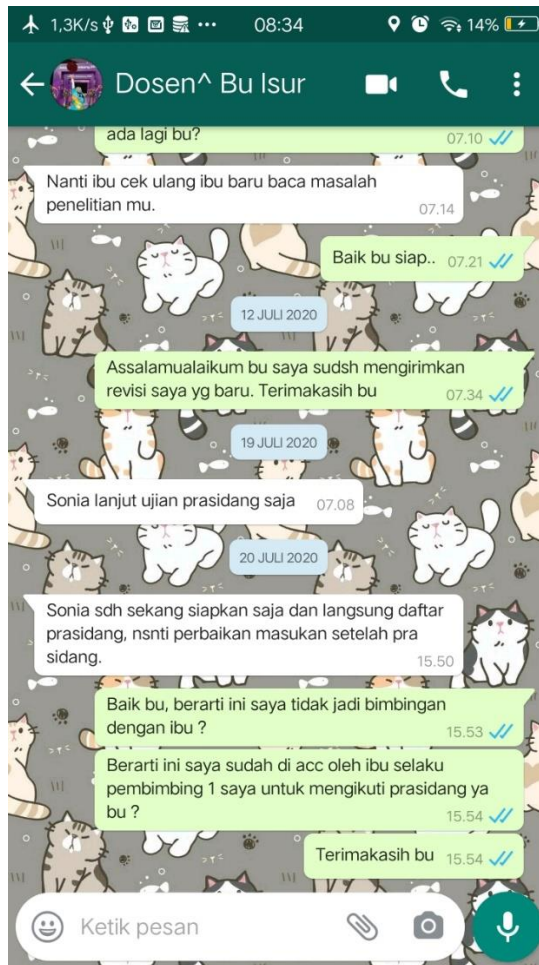 1,3K/s ... 08:34 14%
Dosen^ Bu Isur
ada lagi bu?
07.10
Nanti ibu cek ulang ibu baru baca masalah
penelitian mu.
07.14
Baik bu siap.. 07.21
12 JULI 2020
Assalamualaikum bu saya sudsh mengirimkan
revisi saya yg baru. Terimakasih bu 07.34
19 JULI 2020
Sonia lanjut ujian prasidang saja 07.08
20 JULI 2020
Sonia sdh sekang siapkan saja dan langsung daftar
prasidang, nsnti perbaikan masukan setelah pra
sidang. 15.50
Baik bu, berarti ini saya tidak jadi bimbingan
dengan ibu ? 15.53
Berarti ini saya sudah di acc oleh ibu selaku
pembimbing 1 saya untuk mengikuti prasidang ya
bu ? 15.54
Terimakasih bu 15.54
Ketik pesan